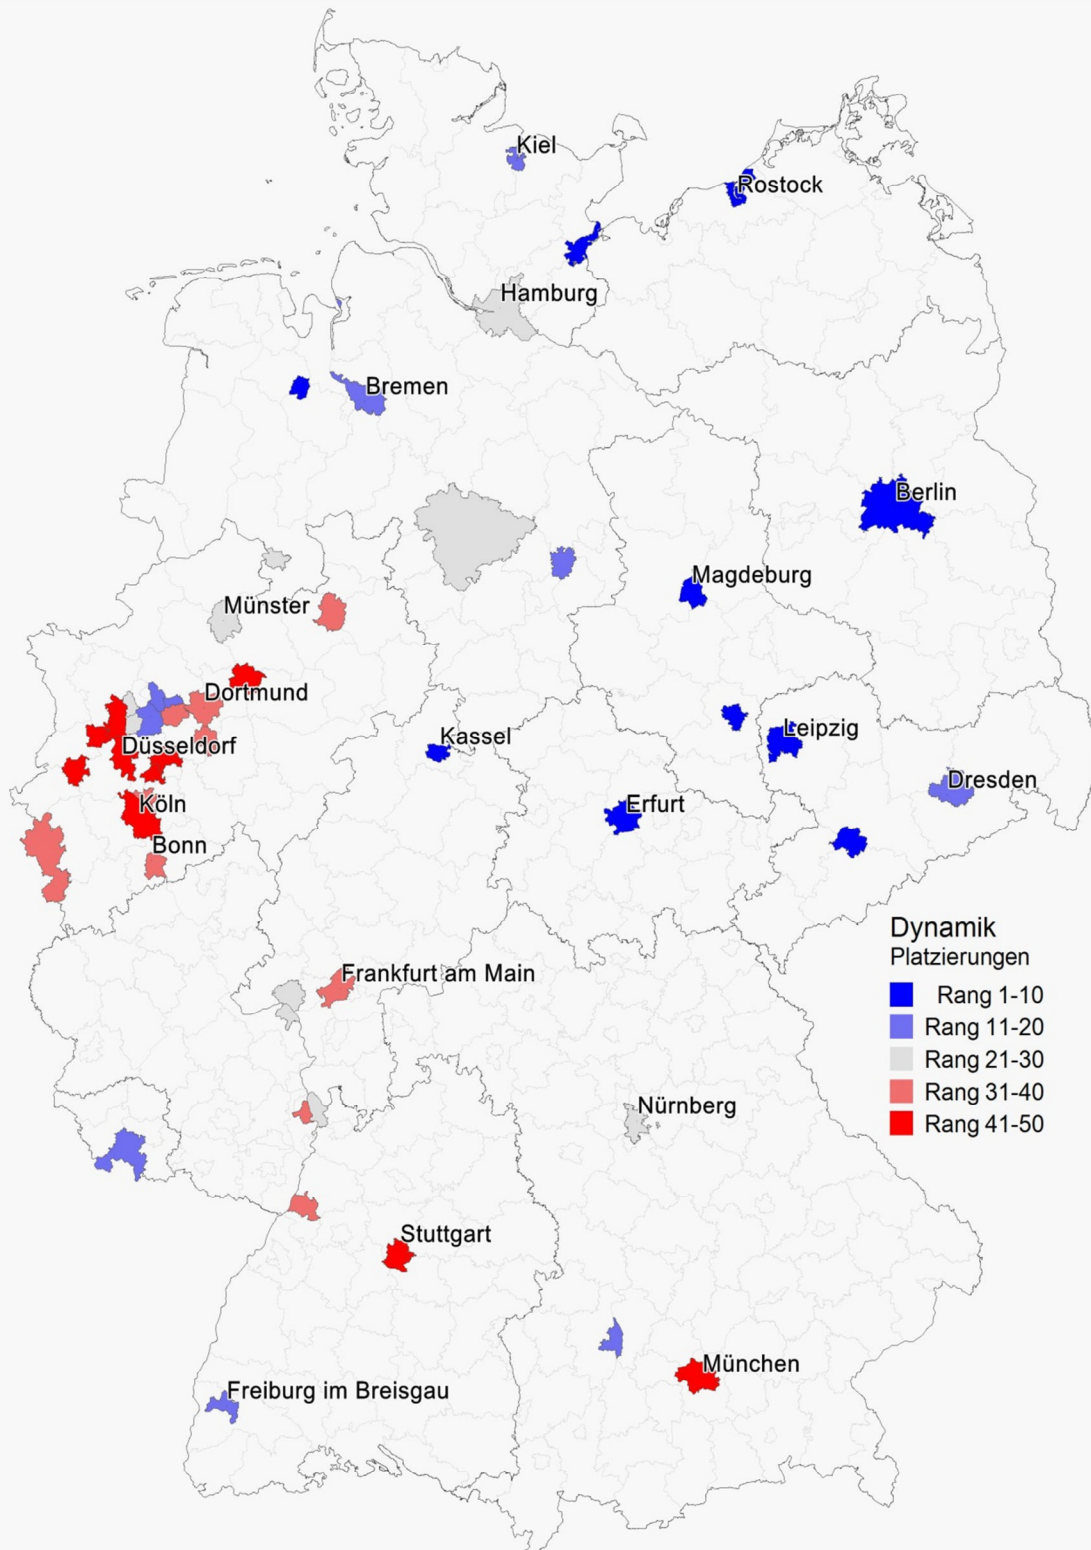 Kiel
Rostock
Hamburg
Bremen
Berlin
Magdeburg
Münster
Dortmund
Kassel
Leipzig
Düsseldorf
Dresden
Köln
Erfurt
Bonn
Dynamik
Platzierungen
Frankfurt am Main
Rang 1-10
Rang 11-20
Rang 21-30
Rang 31-40
Rang 41-50
Nürnberg
Stuttgart
München
Freiburg im Breisgau